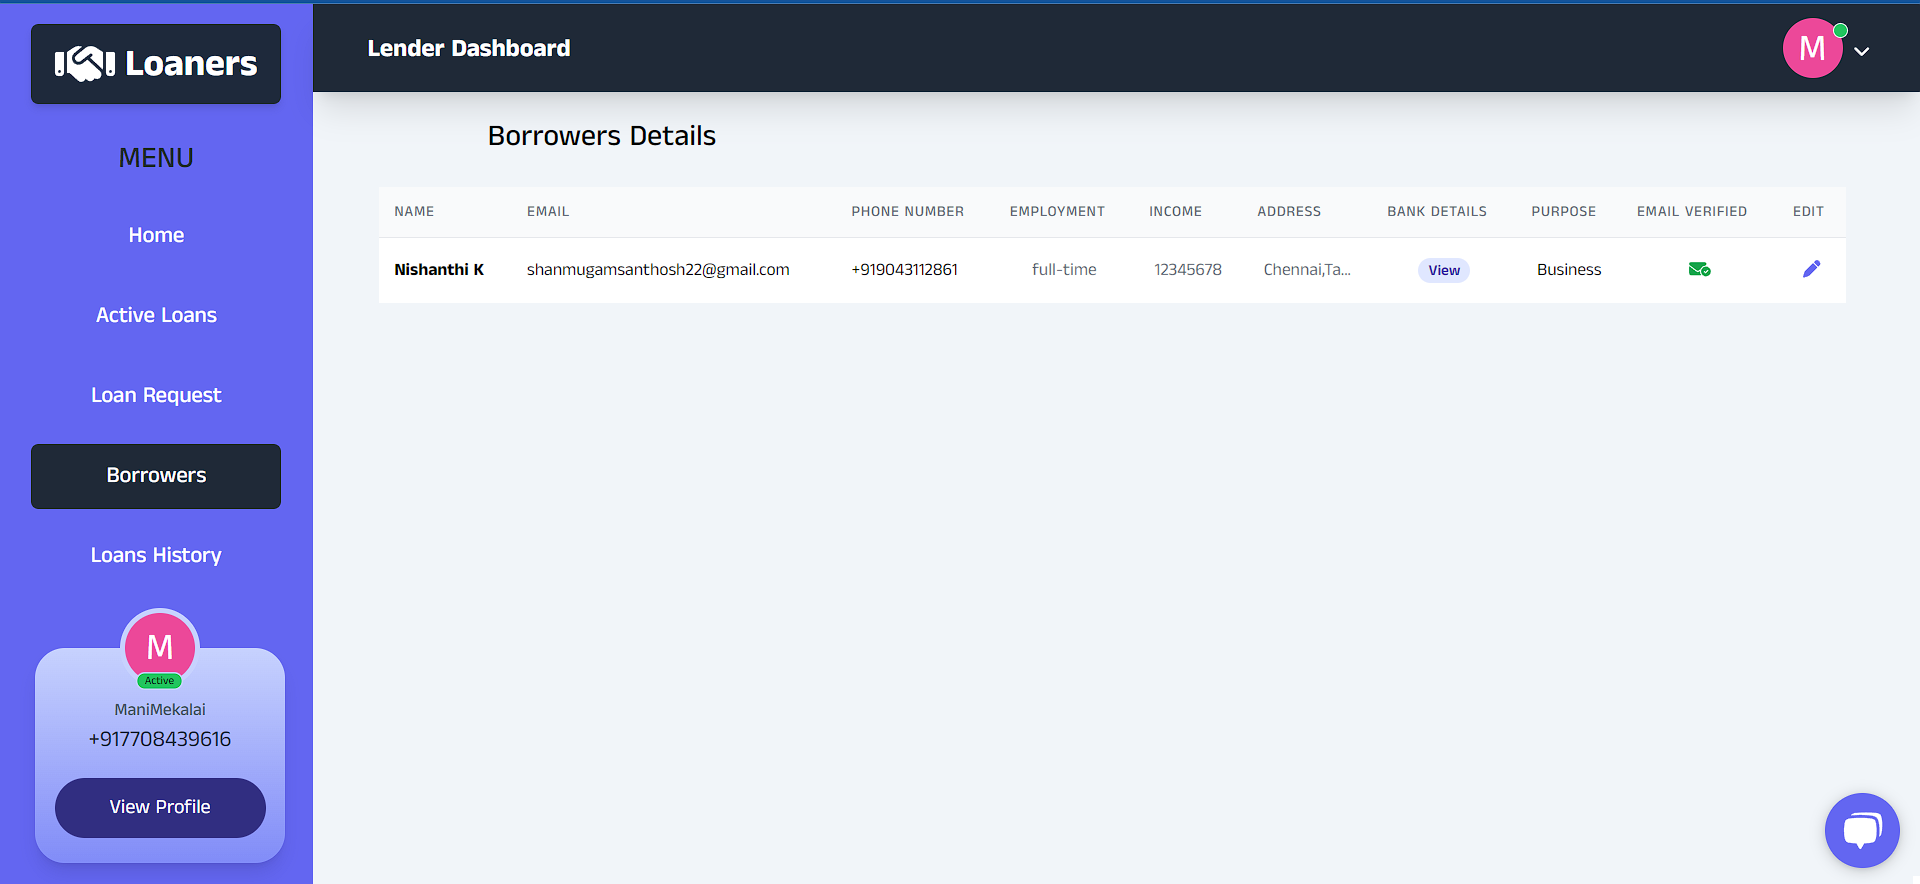 Loaners
MENU
Home
Active Loans
Loan Request
Borrowers
Loans History
M
Active
ManiMekalai
+917708439616
View Profile
Lender Dashboard
M
Borrowers Details
NAME EMAIL PHONE NUMBER EMPLOYMENT INCOME ADDRESS BANK DETAILS PURPOSE EMAIL VERIFIED EDIT
Nishanthi K shanmugamsanthosh22@gmail.com +919043112861 full-time 12345678 Chennai,Ta... View Business